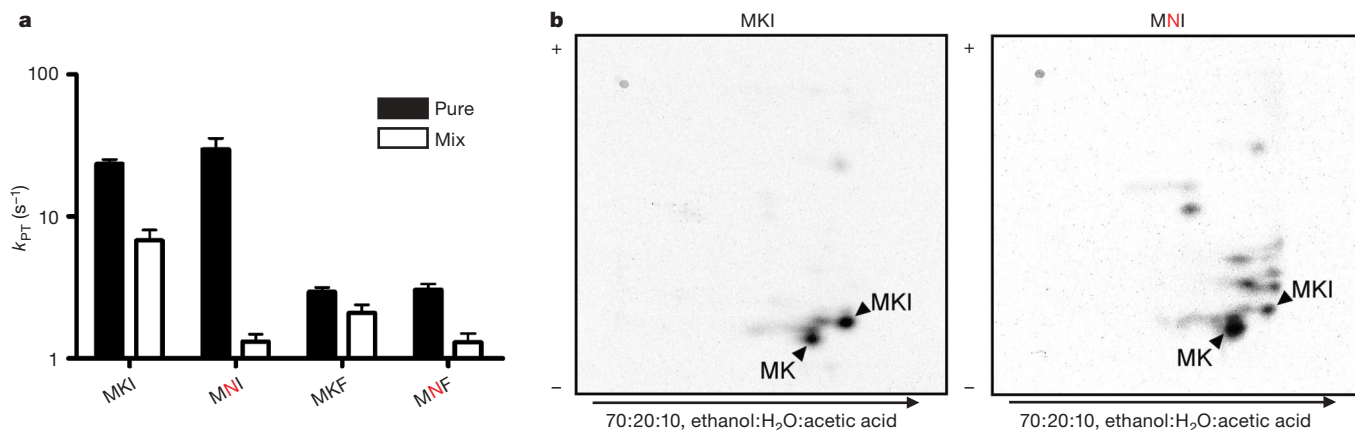 a
100
10
1
k_PT (s⁻¹)
Pure
Mix
MKI
MNI
MKF
MNF
b
MKI
+
−
MKI
MK
70:20:10, ethanol:H₂O:acetic acid
MNI
+
−
MKI
MK
70:20:10, ethanol:H₂O:acetic acid